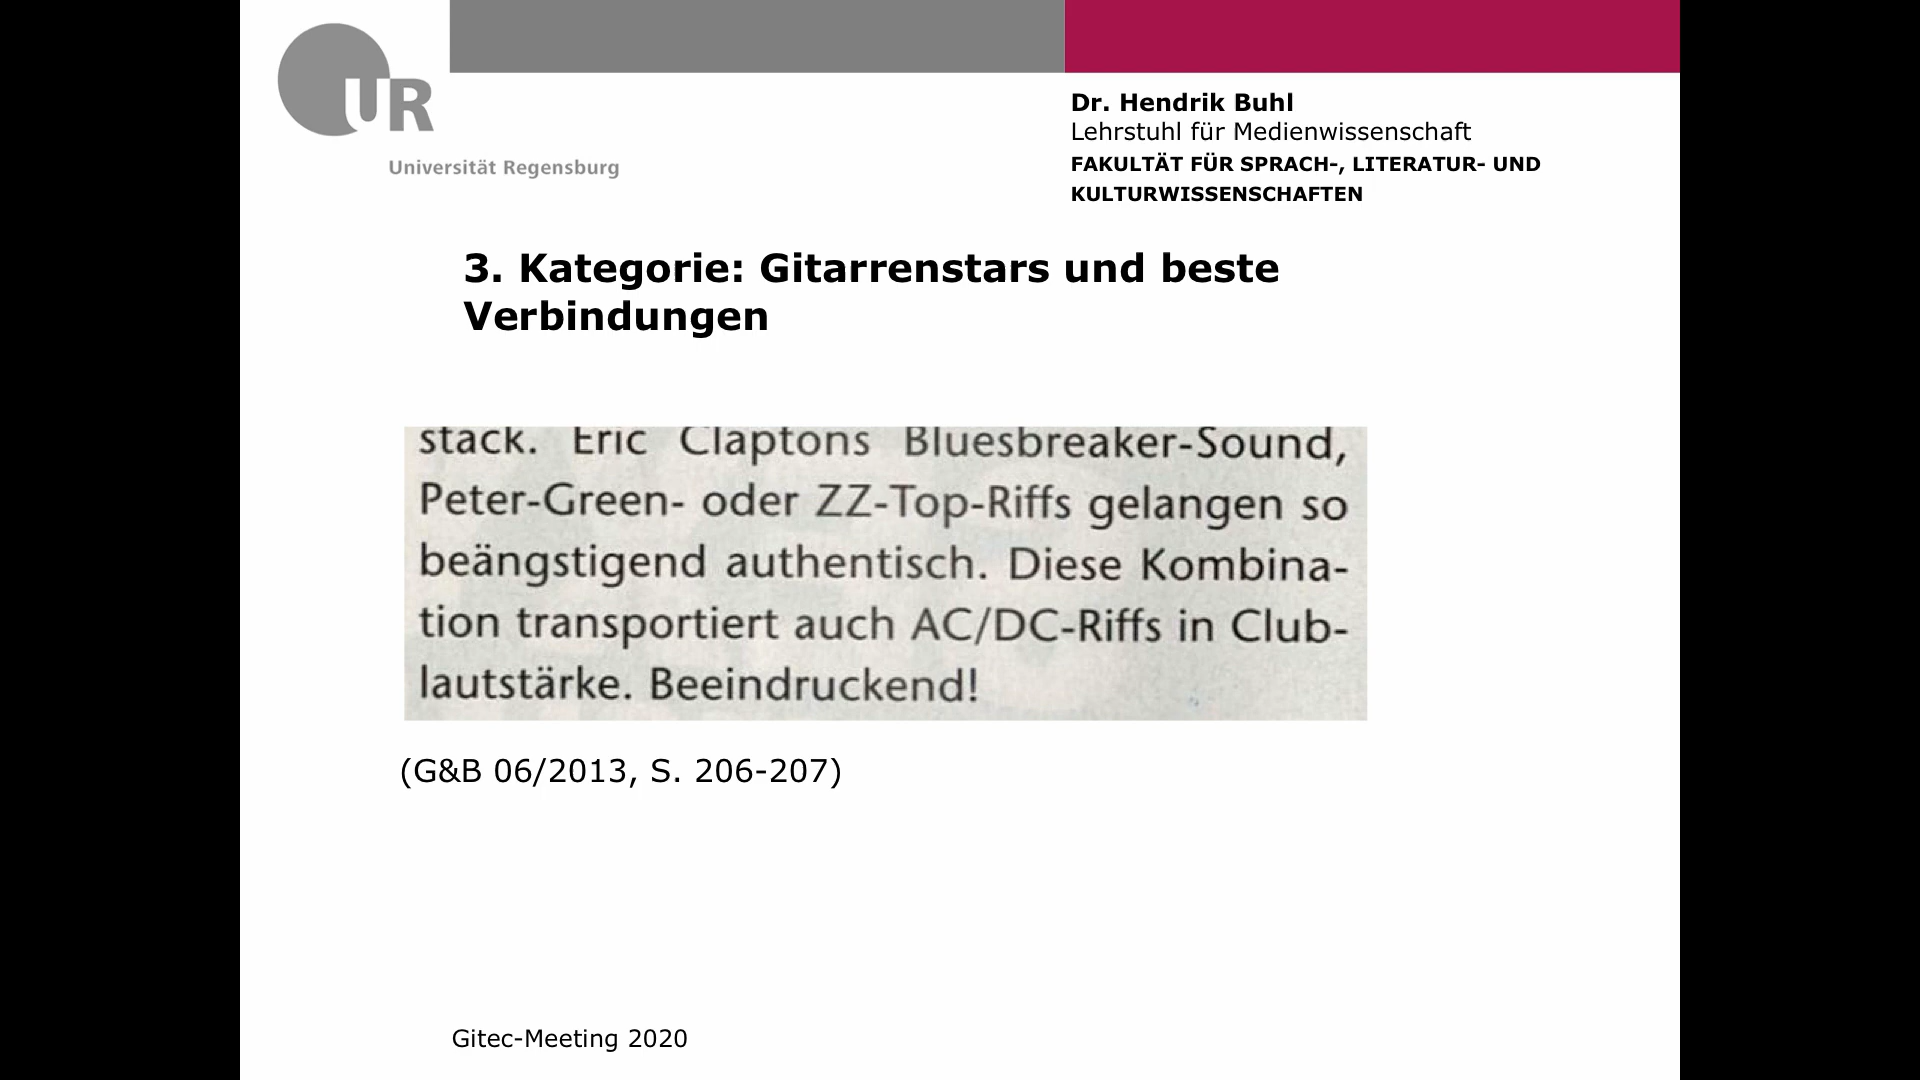 UR
Universität Regensburg
Dr. Hendrik Buhl
Lehrstuhl für Medienwissenschaft
FAKULTÄT FÜR SPRACH-, LITERATUR- UND
KULTURWISSENSCHAFTEN
3. Kategorie: Gitarrenstars und beste
Verbindungen
stack. Eric Claptons Bluesbreaker-Sound,
Peter-Green- oder ZZ-Top-Riffs gelangen so
beängstigend authentisch. Diese Kombina-
tion transportiert auch AC/DC-Riffs in Club-
lautstärke. Beeindruckend!
(G&B 06/2013, S. 206-207)
Gitec-Meeting 2020